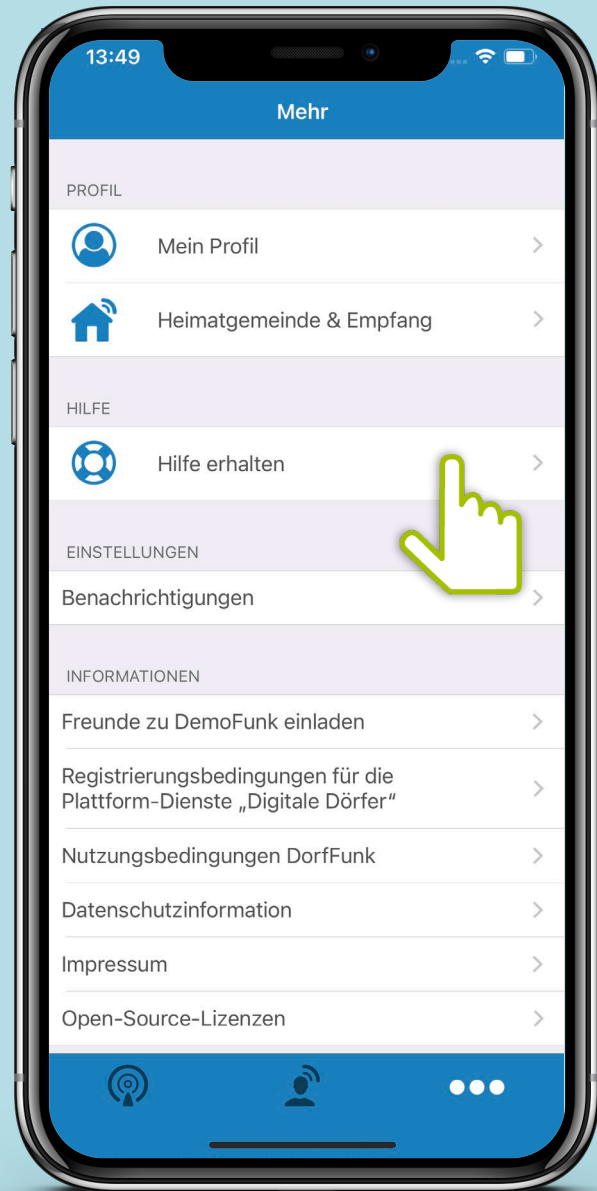 13:49
Mehr
PROFIL
Mein Profil
Heimatgemeinde & Empfang
HILFE
Hilfe erhalten
EINSTELLUNGEN
Benachrichtigungen
INFORMATIONEN
Freunde zu DemoFunk einladen
Registrierungsbedingungen für die
Plattform-Dienste „Digitale Dörfer“
Nutzungsbedingungen DorfFunk
Datenschutzinformation
Impressum
Open-Source-Lizenzen